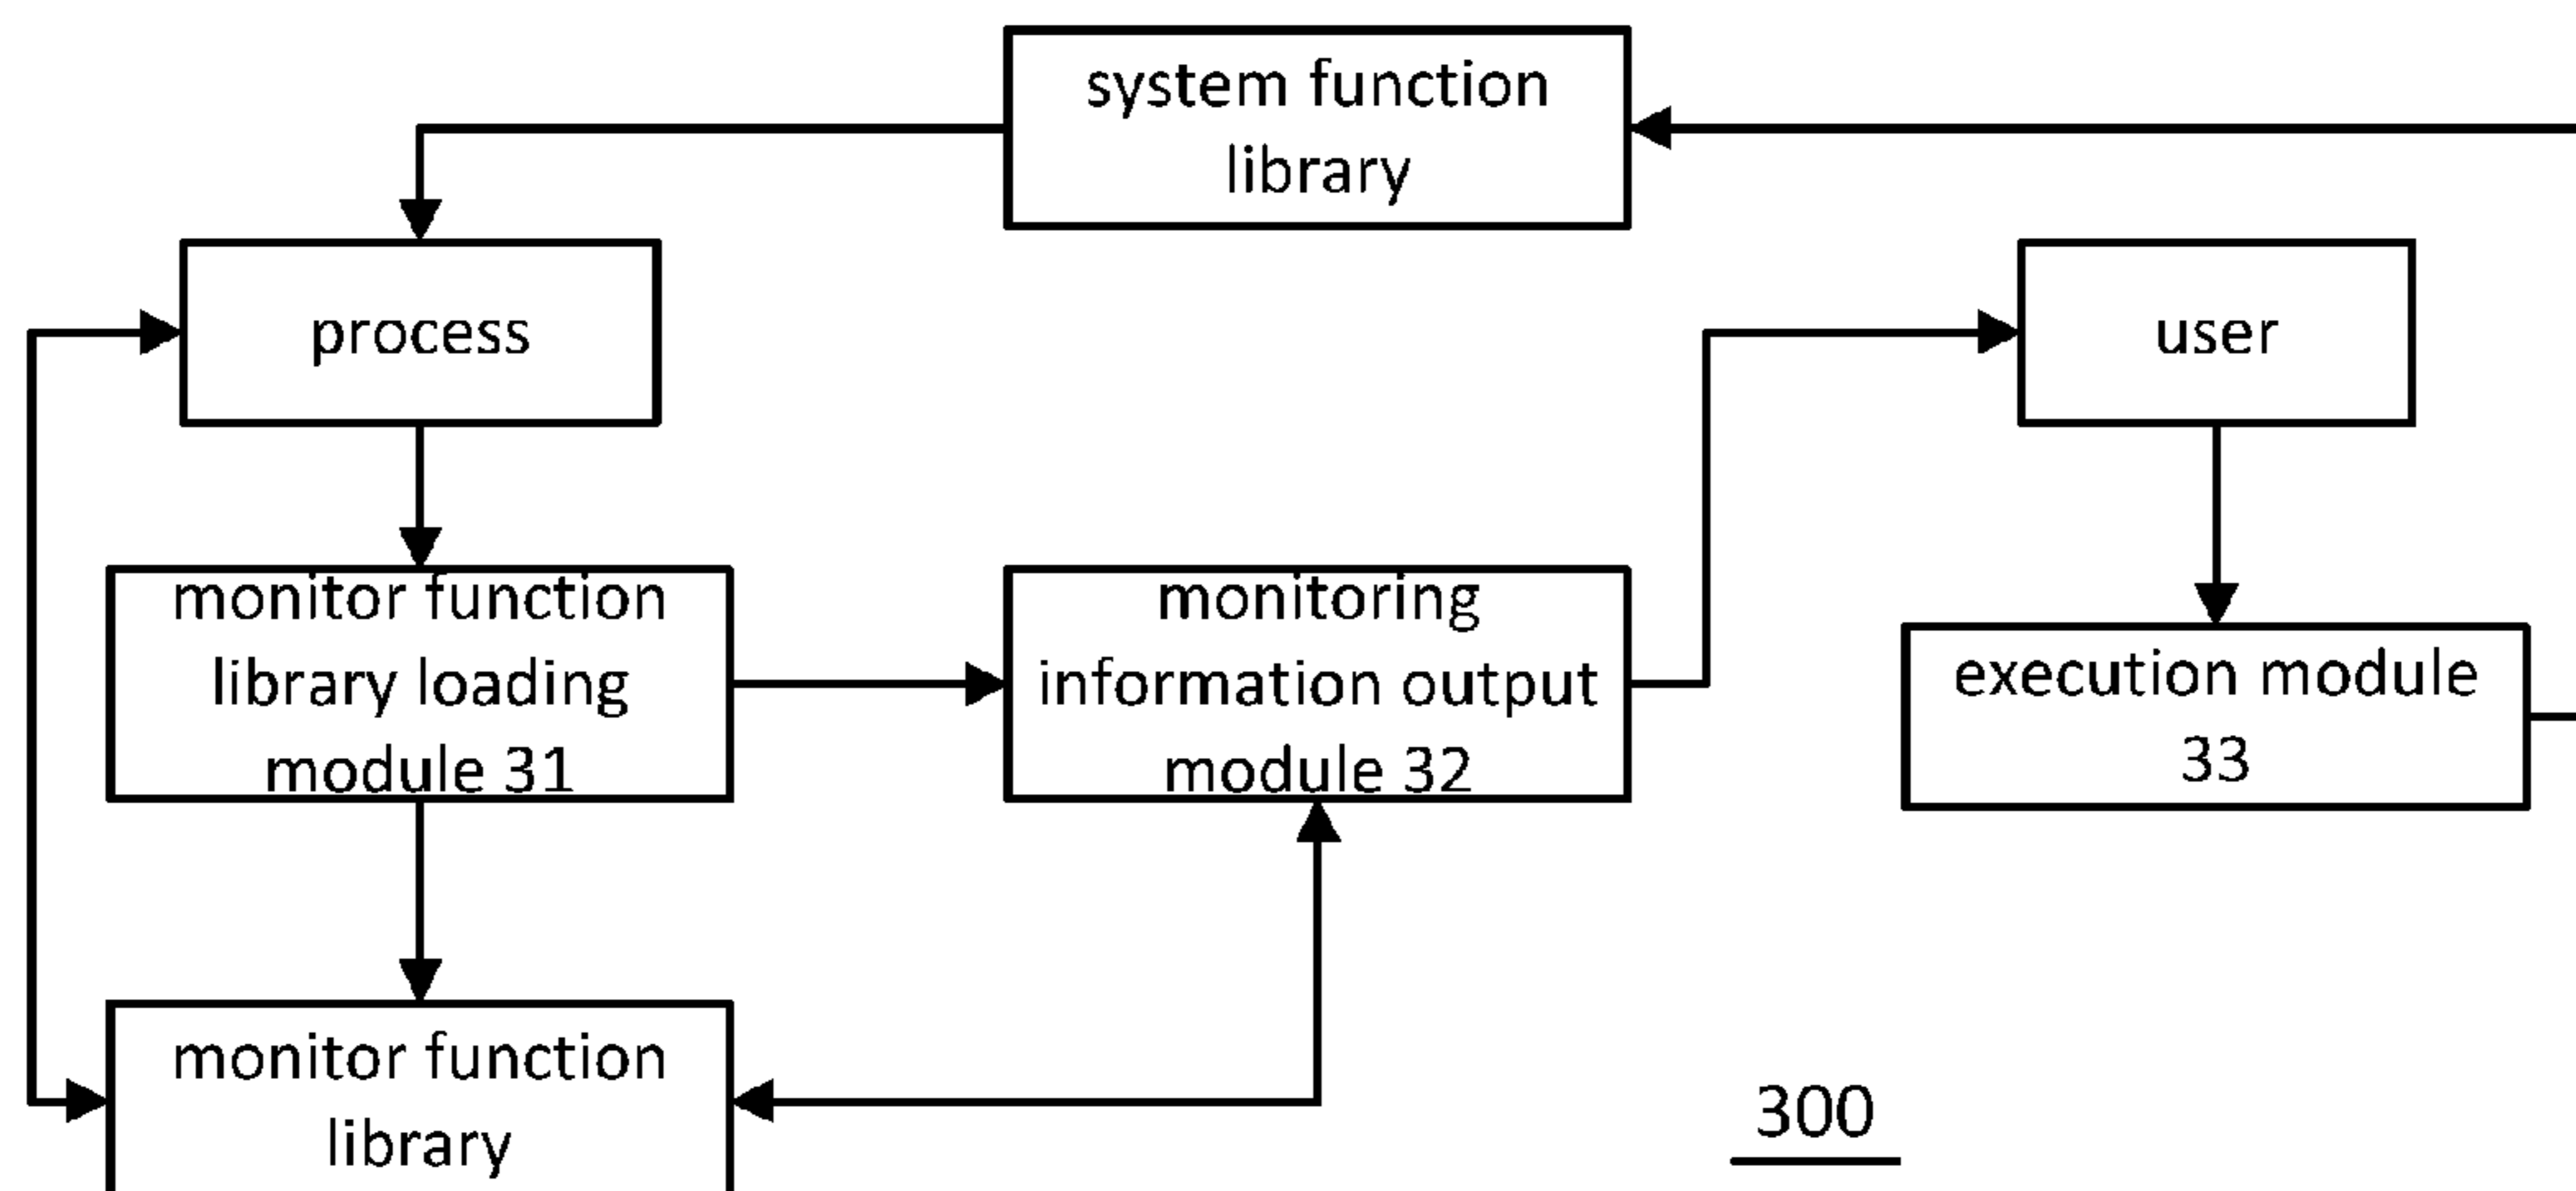 system function
library
process
user
monitor function
library loading
module 31
monitoring
information output
module 32
execution module
33
monitor function
library
300